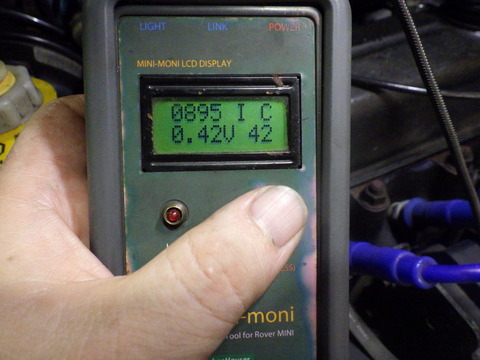 LIGHT LINK POWER
MINI-MONI LCD DISPLAY
0895 I C
0.42V 42
-moni
Tool for Rover MINI